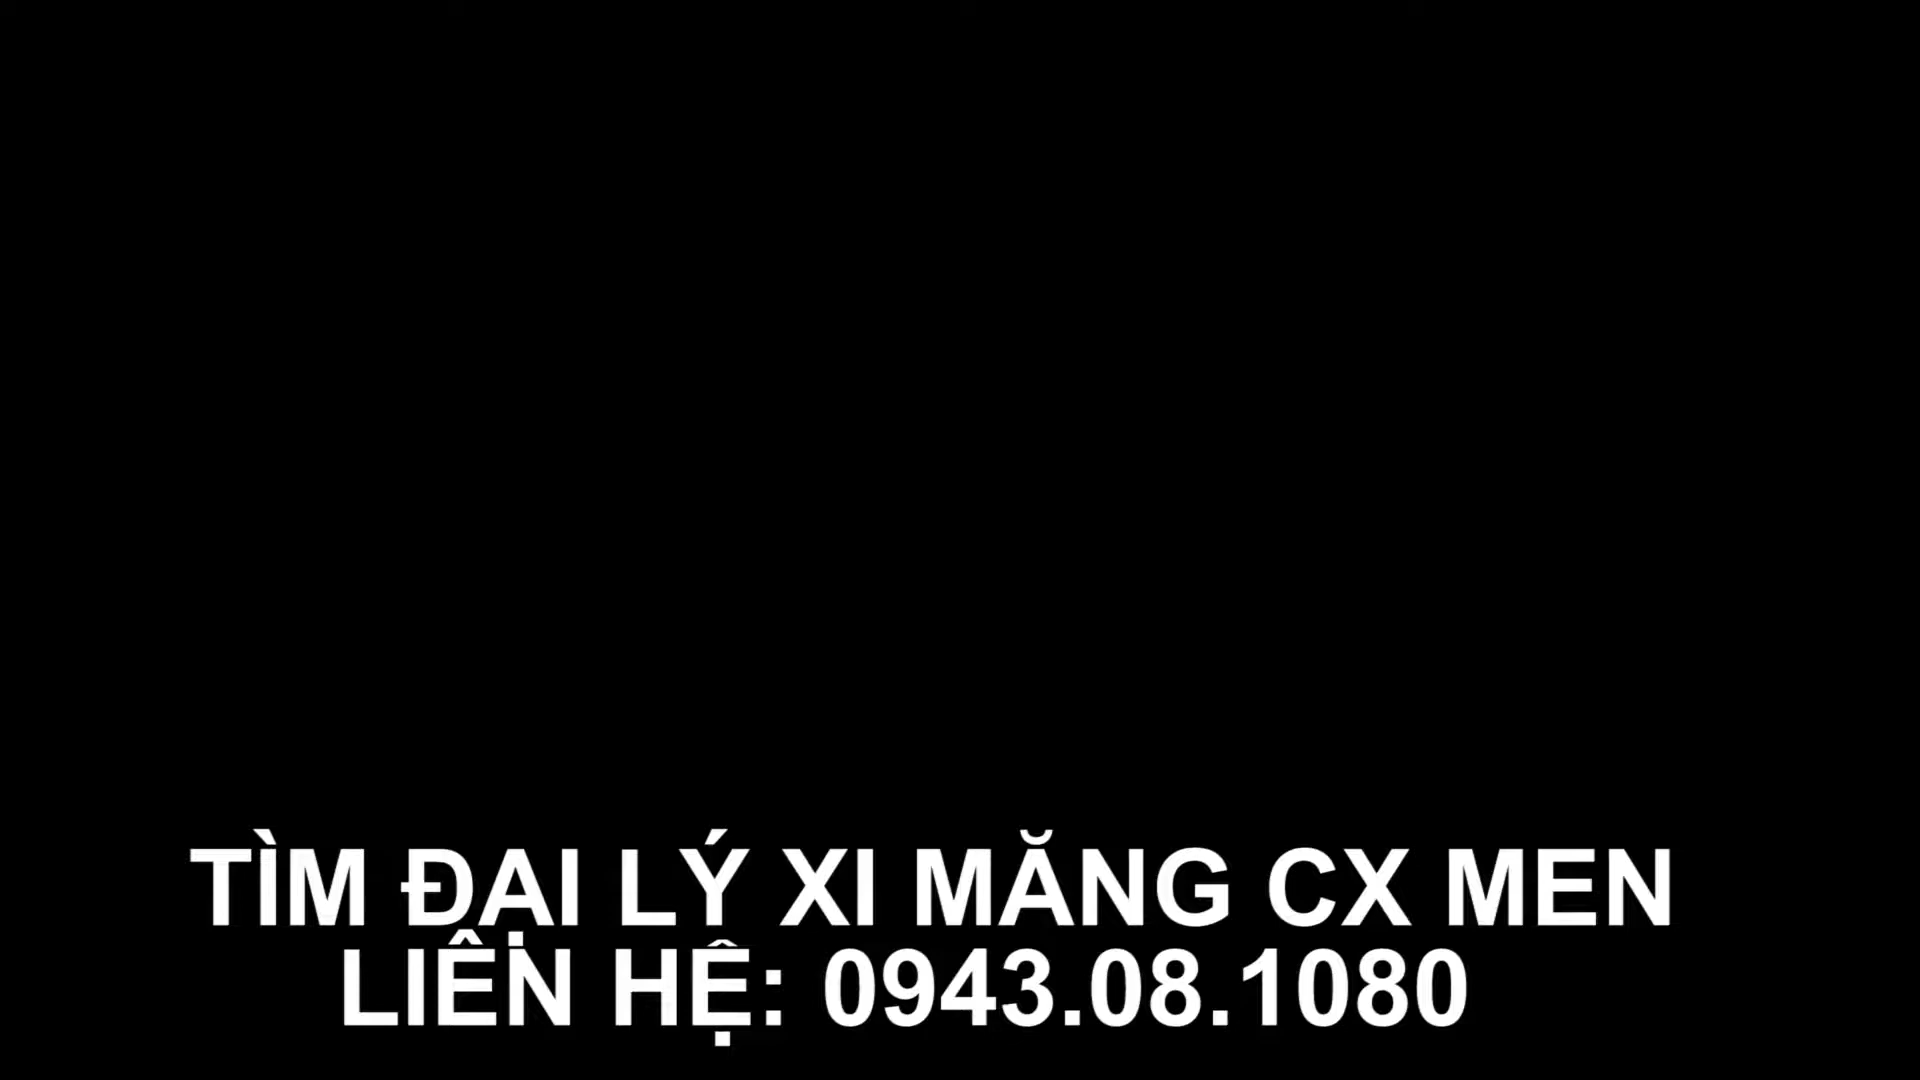 TÌM ĐẠI LÝ XI MĂNG CX MEN
LIÊN HỆ: 0943.08.1080